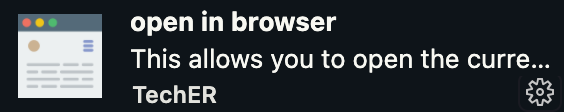 open in browser
This allows you to open the curre...
TechER